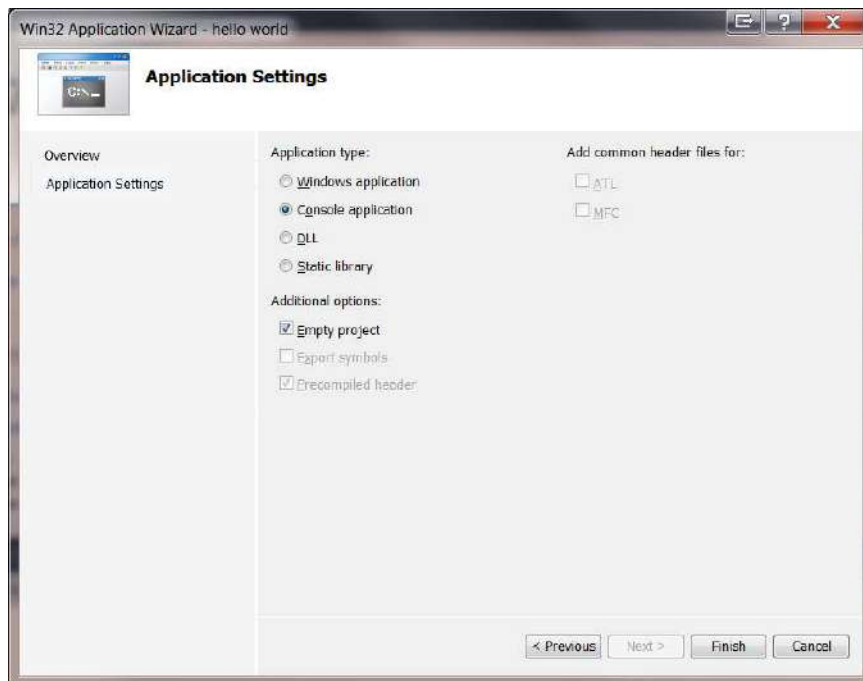 Win32 Application Wizard - hello world
C:\_
Application Settings
Overview
Application Settings
Application type:
Windows application
Console application
DLL
Static library
Additional options:
Empty project
Export symbols
Precompiled header
Add common header files for:
ATL
MFC
< Previous
Next >
Finish
Cancel